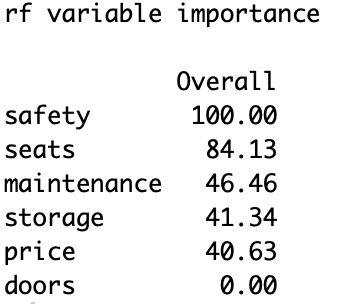 rf variable importance
Overall
safety 100.00
seats 84.13
maintenance 46.46
storage 41.34
price 40.63
doors 0.00